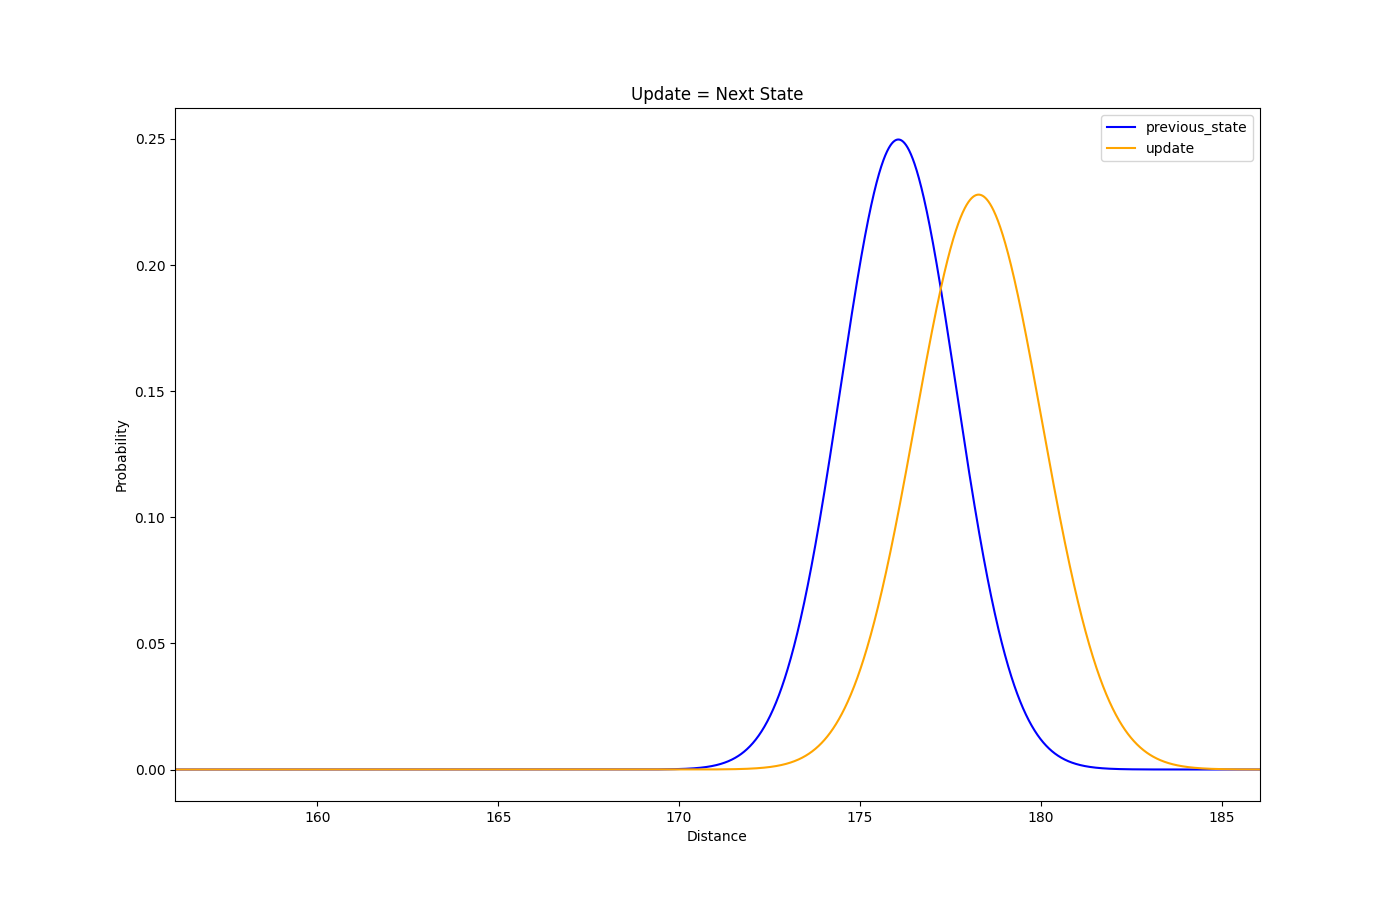 Update = Next State
previous_state
update
0.25
0.20
0.15
0.10
0.05
0.00
Probability
160
165
170
175
180
185
Distance